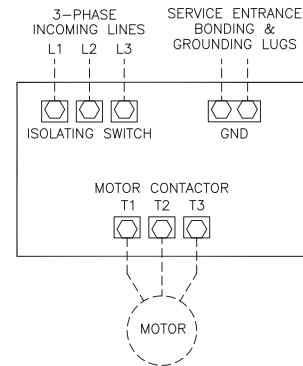 3-PHASE
INCOMING LINES
L1 L2 L3
SERVICE ENTRANCE
BONDING &
GROUNDING LUGS
ISOLATING SWITCH
GND
MOTOR CONTACTOR
T1 T2 T3
MOTOR